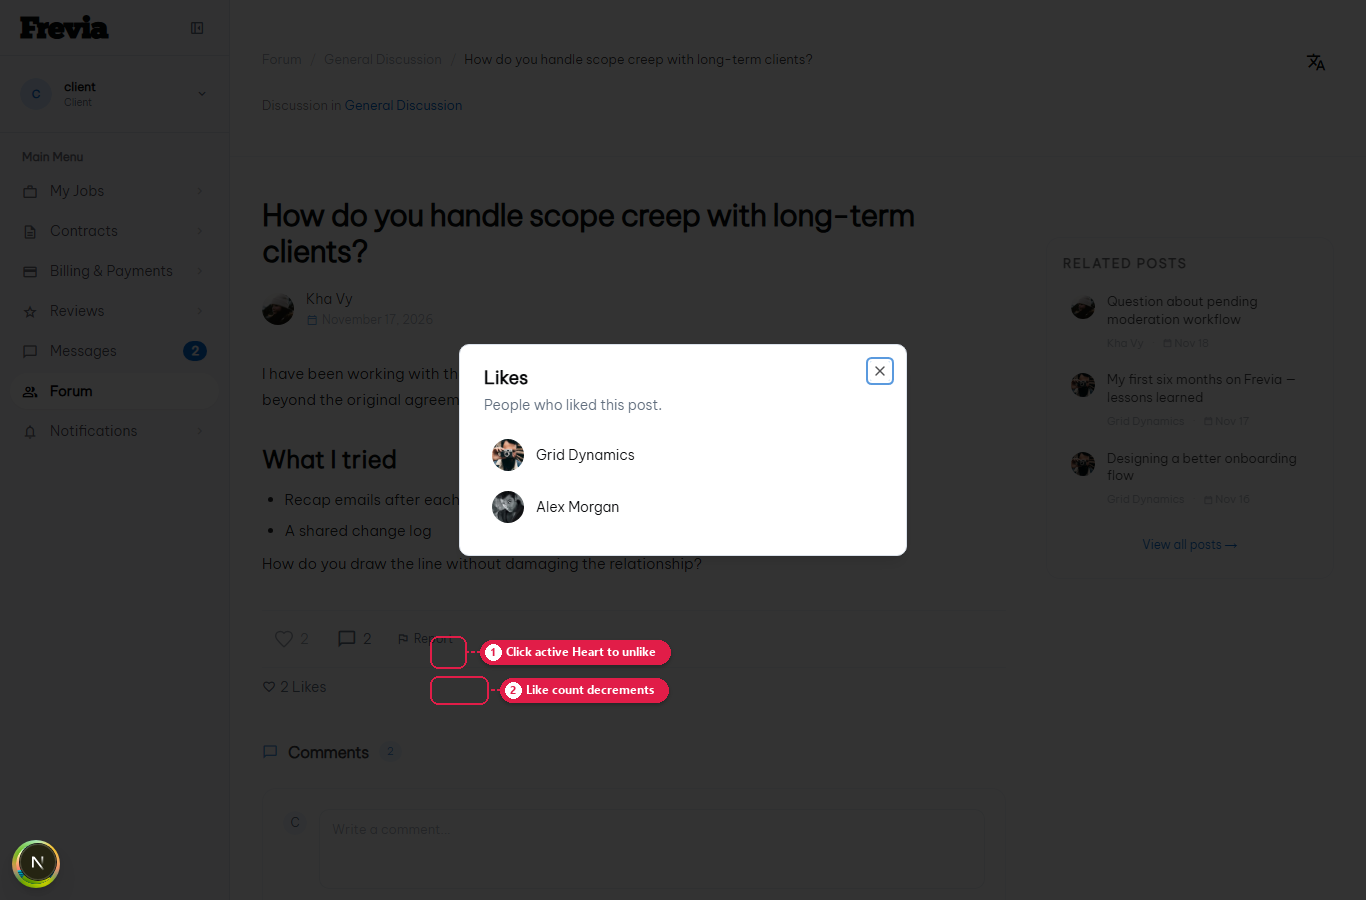 Frevia
C
client
Client
Main Menu
My Jobs
Contracts
Billing & Payments
Reviews
Messages
2
Forum
Notifications
N
Forum / General Discussion / How do you handle scope creep with long-term clients?
Discussion in General Discussion
How do you handle scope creep with long-term
clients?
Kha Vy
November 17, 2026
I have been working with th
beyond the original agreem
What I tried
• Recap emails after each
• A shared change log
How do you draw the line without damaging the relationship?
2
2
Report
2 Likes
Comments 2
C
Write a comment...
Likes
People who liked this post.
Grid Dynamics
Alex Morgan
1 Click active Heart to unlike
2 Like count decrements
RELATED POSTS
Question about pending
moderation workflow
Kha Vy Nov 18
My first six months on Frevia —
lessons learned
Grid Dynamics Nov 17
Designing a better onboarding
flow
Grid Dynamics Nov 16
View all posts →